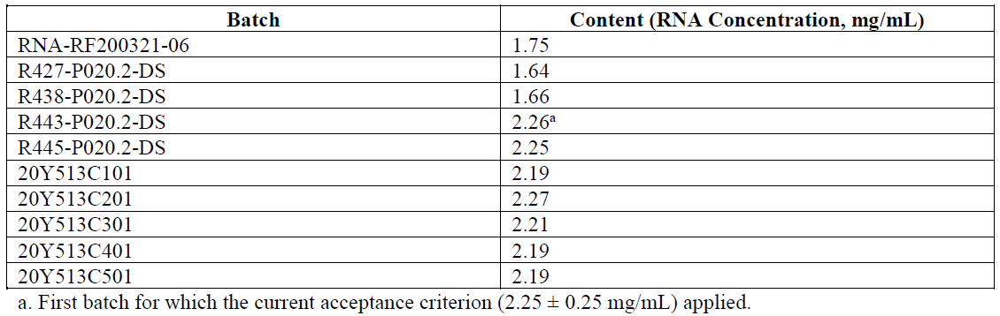 Batch Content (RNA Concentration, mg/mL)
RNA-RF200321-06 1.75
R427-P020.2-DS 1.64
R438-P020.2-DS 1.66
R443-P020.2-DS 2.26ᵃ
R445-P020.2-DS 2.25
20Y513C101 2.19
20Y513C201 2.27
20Y513C301 2.21
20Y513C401 2.19
20Y513C501 2.19
a. First batch for which the current acceptance criterion (2.25 ± 0.25 mg/mL) applied.